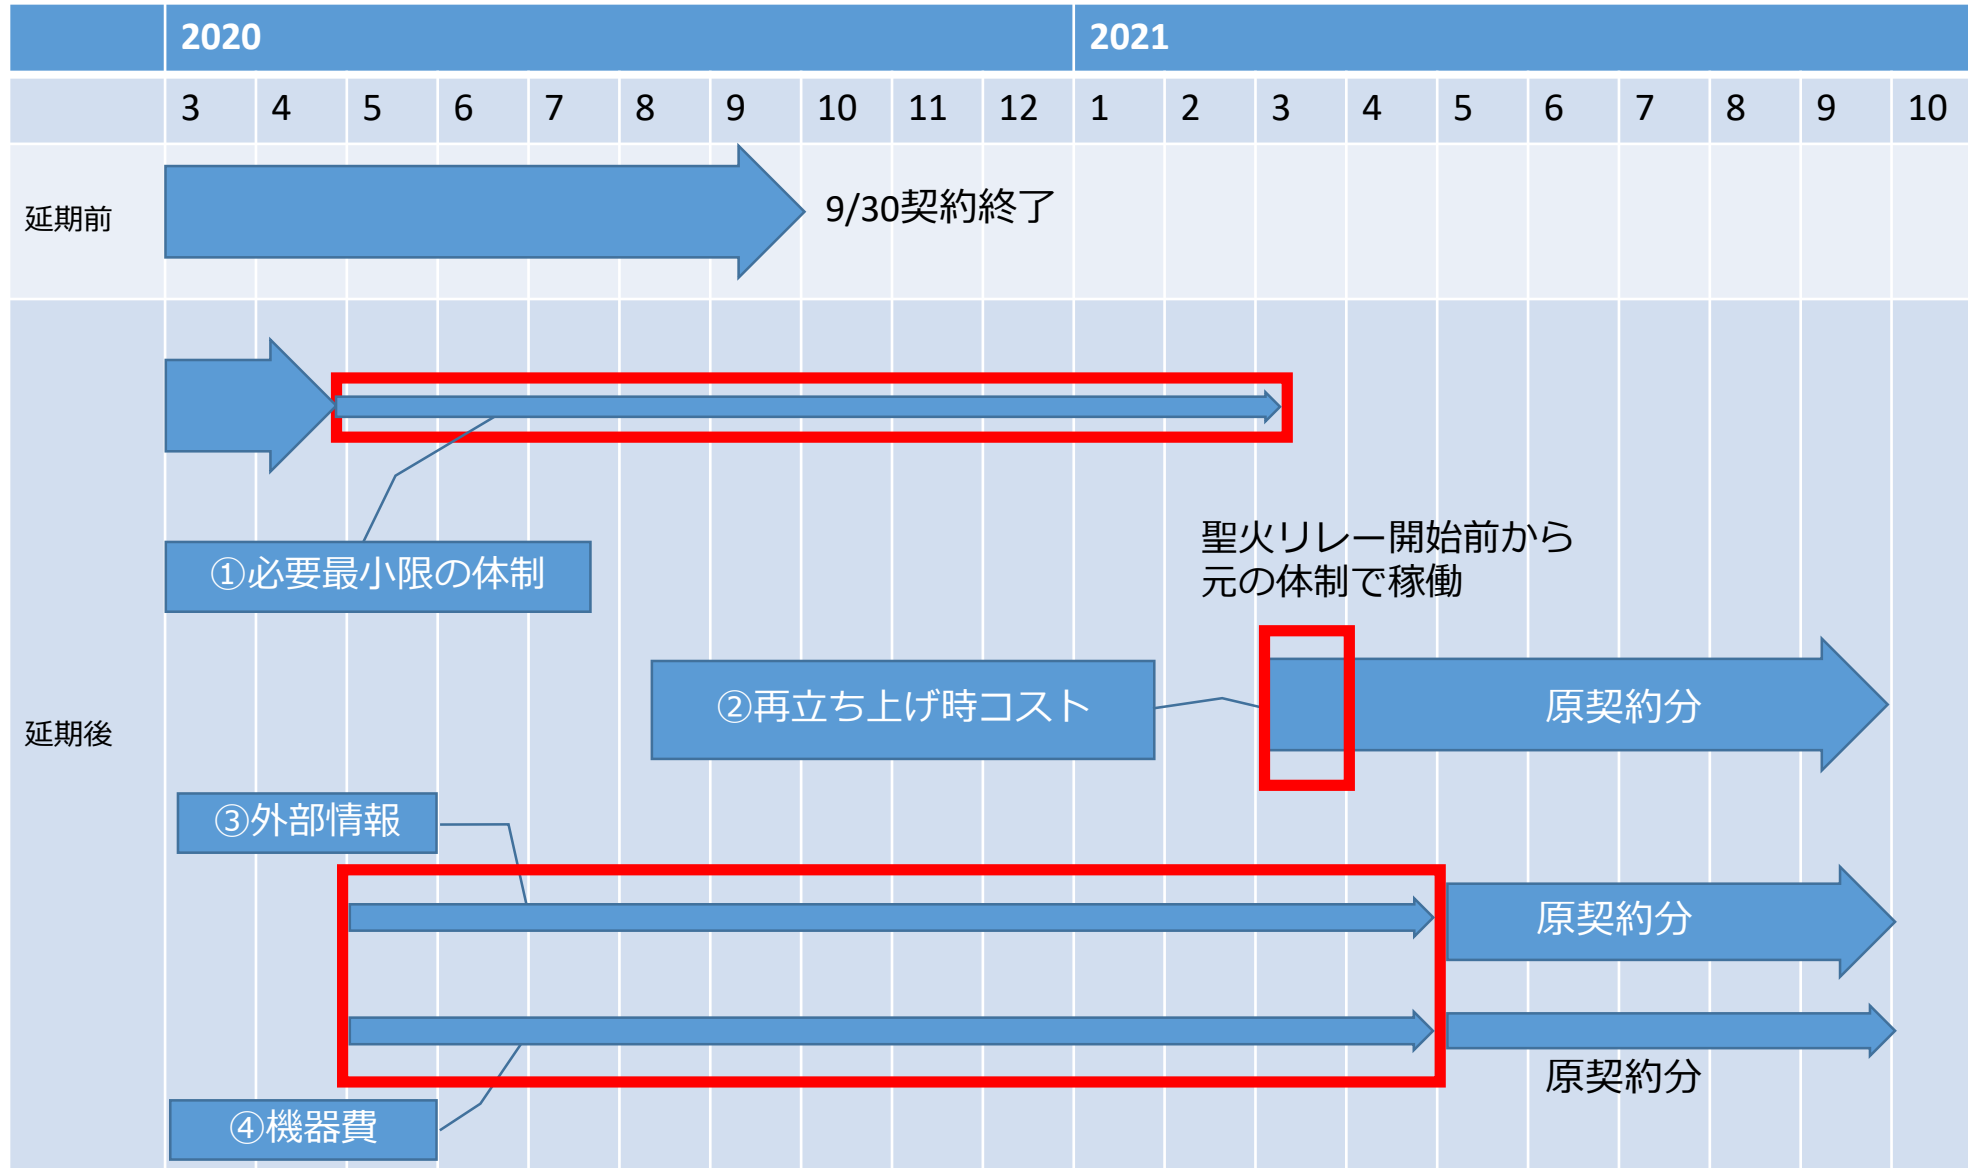 2020 2021
3 4 5 6 7 8 9 10 11 12 1 2 3 4 5 6 7 8 9 10
延期前
9/30契約終了
延期後
①必要最小限の体制
聖火リレー開始前から
元の体制で稼働
②再立ち上げ時コスト
原契約分
③外部情報
原契約分
原契約分
④機器費